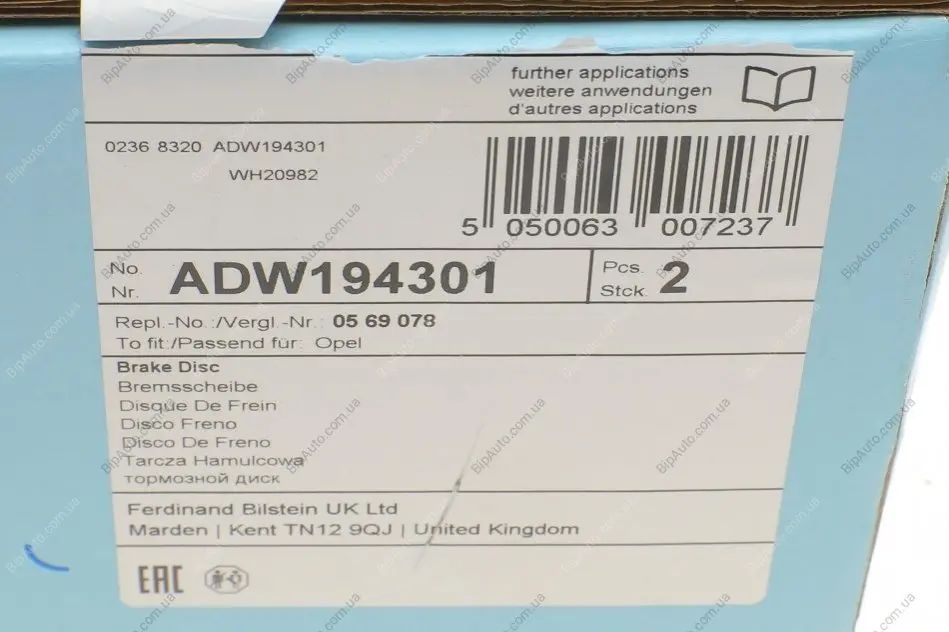 further applications
weitere anwendungen
d'autres applications
0236 8320 ADW194301
WH20982
5 050063 007237
No. Nr. ADW194301
Pcs. Stck. 2
Repl.-No.:/Vergl.-Nr.: 05 69 078
To fit:/Passend für: Opel
Brake Disc
Bremsscheibe
Disque De Frein
Disco Freno
Disco De Freno
Tarcza Hamulcowa
тормозной диск
Ferdinand Bilstein UK Ltd
Marden | Kent TN12 9QJ | United Kingdom
EAC
BipAuto.com.ua